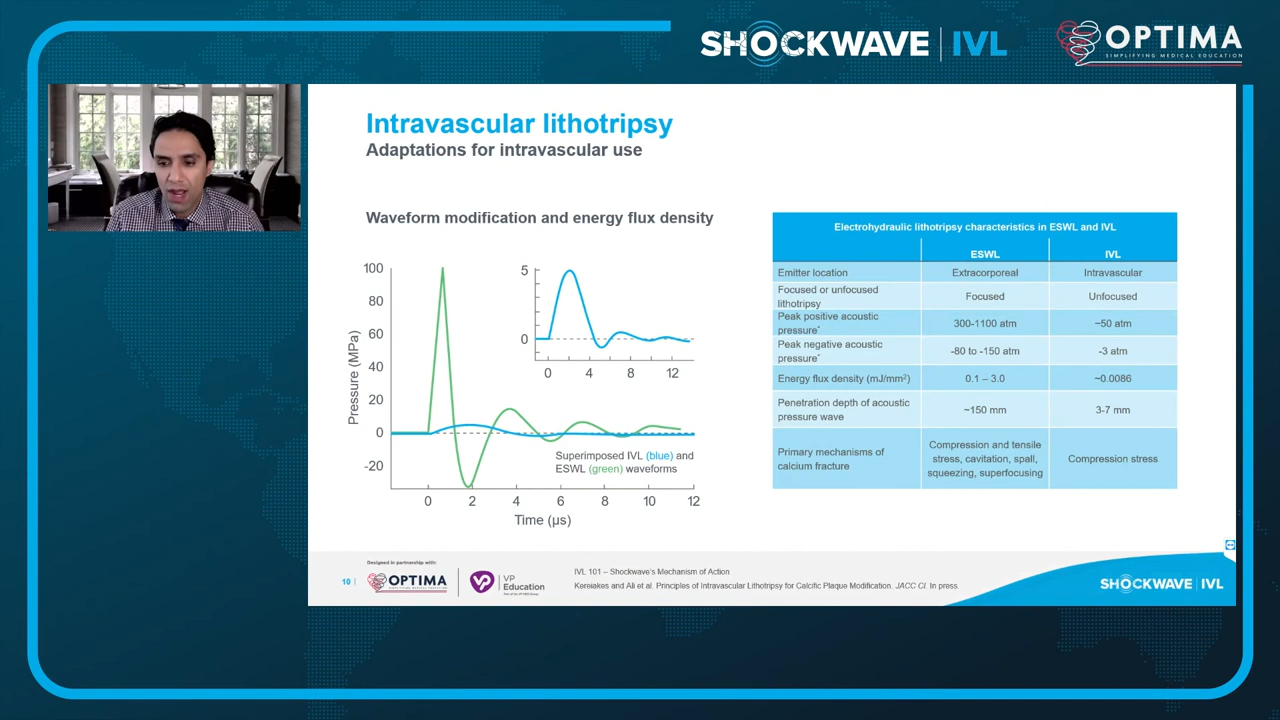 SHOCKWAVE | IVL
OPTIMA
SIMPLIFYING MEDICAL EDUCATION
Intravascular lithotripsy
Adaptations for intravascular use
Waveform modification and energy flux density
100
80
60
40
20
0
-20
Pressure (MPa)
0
2
4
6
8
10
12
Time (μs)
5
0
0
4
8
12
Superimposed IVL (blue) and
ESWL (green) waveforms
Electrohydraulic lithotripsy characteristics in ESWL and IVL
ESWL IVL
Emitter location Extracorporeal Intravascular
Focused or unfocused
lithotripsy Focused Unfocused
Peak positive acoustic
pressure* 300-1100 atm ~50 atm
Peak negative acoustic
pressure* -80 to -150 atm -3 atm
Energy flux density (mJ/mm²) 0.1 – 3.0 ~0.0086
Penetration depth of acoustic
pressure wave ~150 mm 3-7 mm
Primary mechanisms of
calcium fracture
Compression and tensile
stress, cavitation, spall,
squeezing, superfocusing
Compression stress
10 |
Designed in partnership with:
OPTIMA
VP
Education
IVL 101 – Shockwave's Mechanism of Action
Kereiakes and Ali et al. Principles of Intravascular Lithotripsy for Calcific Plaque Modification. JACC CI. In press.
SHOCKWAVE | IVL